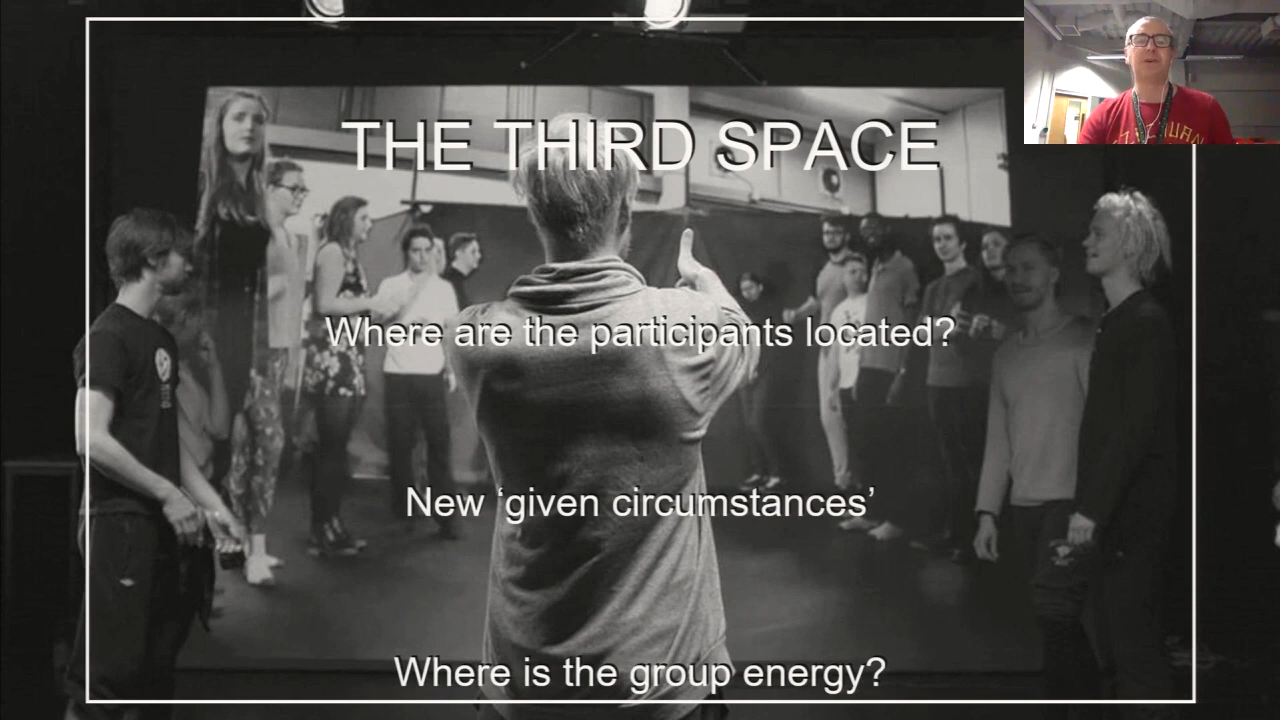 THE THIRD SPACE
Where are the participants located?
New ‘given circumstances’
Where is the group energy?